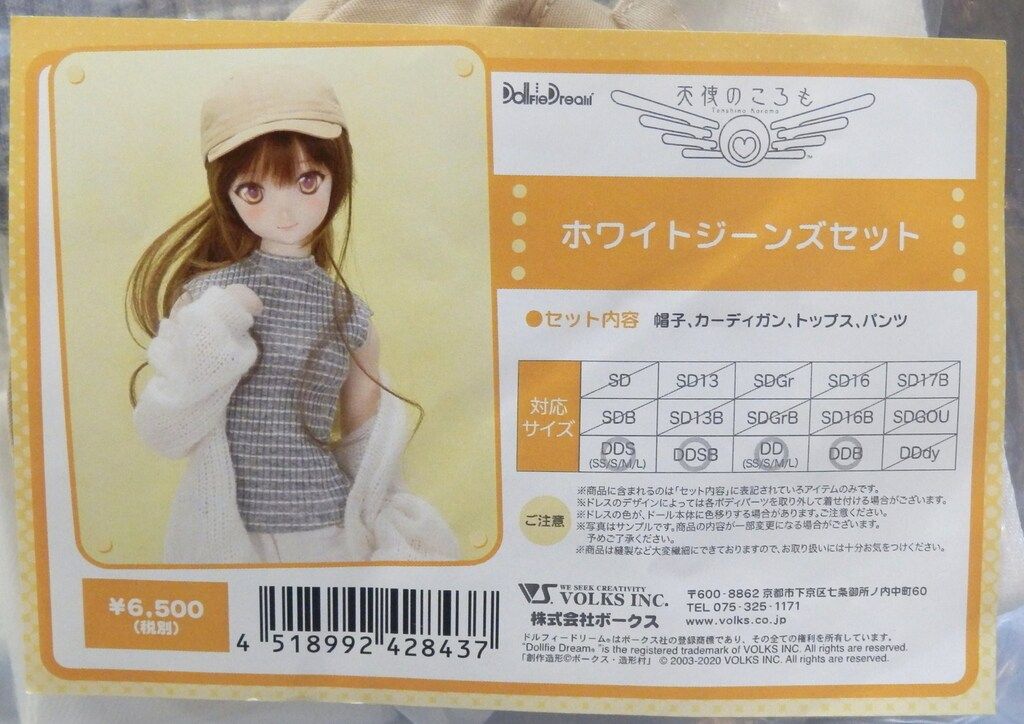 DollfieDream
天使のころも
Tenshino Koromo
ホワイトジーンズセット
●セット内容 帽子、カーディガン、トップス、パンツ
対応サイズ
SD SD13 SDGr SD16 SD17B
SDB SD13B SDGrB SD16B SDGOU
DDS (SS/S/M/L) DDSB DD (SS/S/M/L) DDB DDdy
ご注意
※商品に含まれるのは「セット内容」に表記されているアイテムのみです。
※ドレスのデザインによっては各ボディパーツを取り外して着せ付ける場合がございます。
※ドレスの色が、ドール本体に色移りする場合があります。ご注意ください。
※写真はサンプルです。商品の内容が一部変更になる場合がございます。
予めご了承ください。
※商品は縫製など大変繊細にできておりますので、お取り扱いには十分お気をつけください。
¥6.500
(税別)
4 518992 428437
VS WE SEEK CREATIVITY
VOLKS INC.
株式会社ボークス
〒600-8862 京都市下京区七条御所ノ内中町60
TEL 075-325-1171
www.volks.co.jp
ドルフィードリーム®はボークス社の登録商標であり、その全ての権利を所有しています。
"Dollfie Dream® "is the registered trademark of VOLKS INC. All rights are reserved.
「創作造形©ボークス・造形村」 © 2003-2020 VOLKS INC. All rights are reserved.